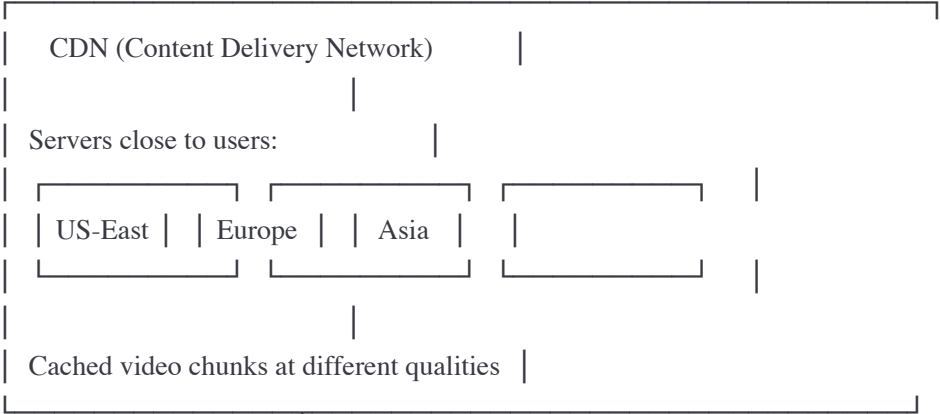 CDN (Content Delivery Network)
Servers close to users:
US-East | Europe | Asia
Cached video chunks at different qualities